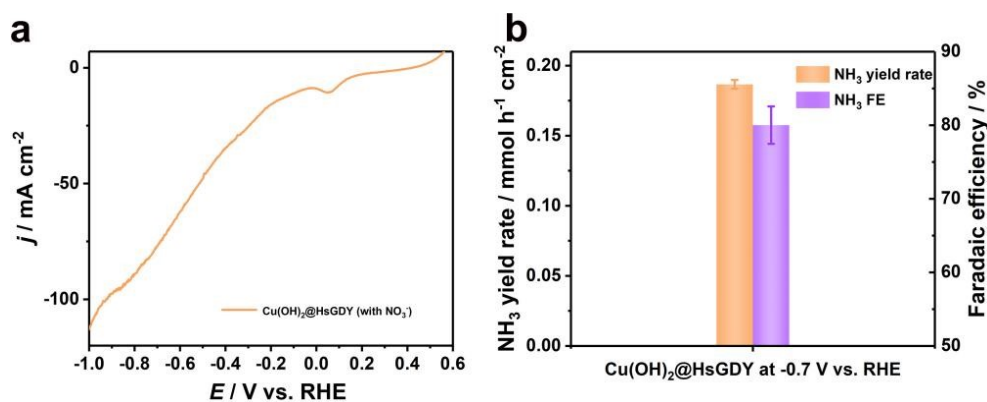 a
0
-50
-100
j / mA cm⁻²
Cu(OH)₂@HsGDY (with NO₃⁻)
-1.0 -0.8 -0.6 -0.4 -0.2 0.0 0.2 0.4 0.6
E / V vs. RHE
b
0.20
0.15
0.10
0.05
0.00
NH₃ yield rate / mmol h⁻¹ cm⁻²
NH₃ yield rate
NH₃ FE
90
80
70
60
50
Faradaic efficiency / %
Cu(OH)₂@HsGDY at -0.7 V vs. RHE